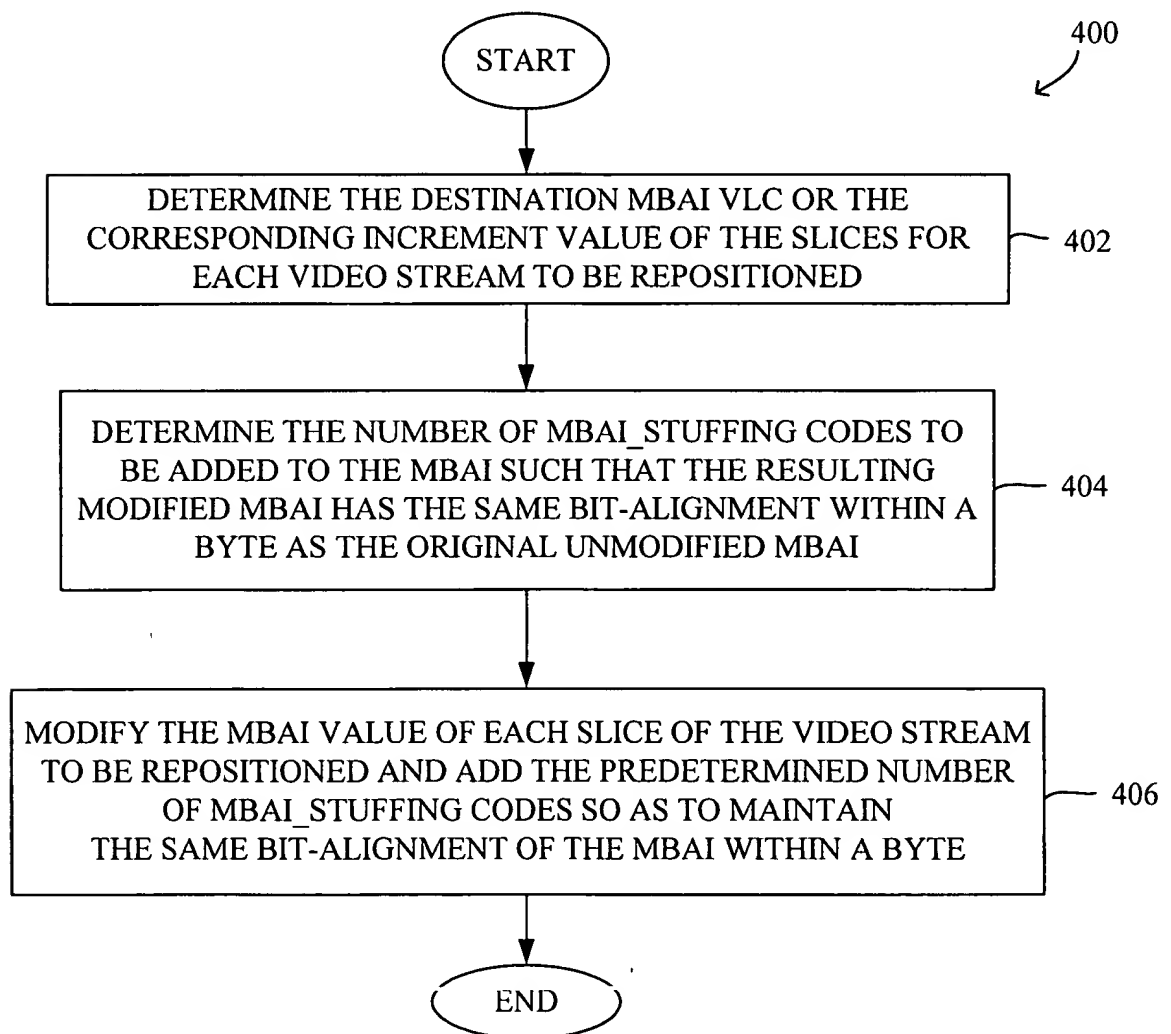 400
START
DETERMINE THE DESTINATION MBAI VLC OR THE
CORRESPONDING INCREMENT VALUE OF THE SLICES FOR
EACH VIDEO STREAM TO BE REPOSITIONED
402
DETERMINE THE NUMBER OF MBAI_STUFFING CODES TO
BE ADDED TO THE MBAI SUCH THAT THE RESULTING
MODIFIED MBAI HAS THE SAME BIT-ALIGNMENT WITHIN A
BYTE AS THE ORIGINAL UNMODIFIED MBAI
404
MODIFY THE MBAI VALUE OF EACH SLICE OF THE VIDEO STREAM
TO BE REPOSITIONED AND ADD THE PREDETERMINED NUMBER
OF MBAI_STUFFING CODES SO AS TO MAINTAIN
THE SAME BIT-ALIGNMENT OF THE MBAI WITHIN A BYTE
406
END